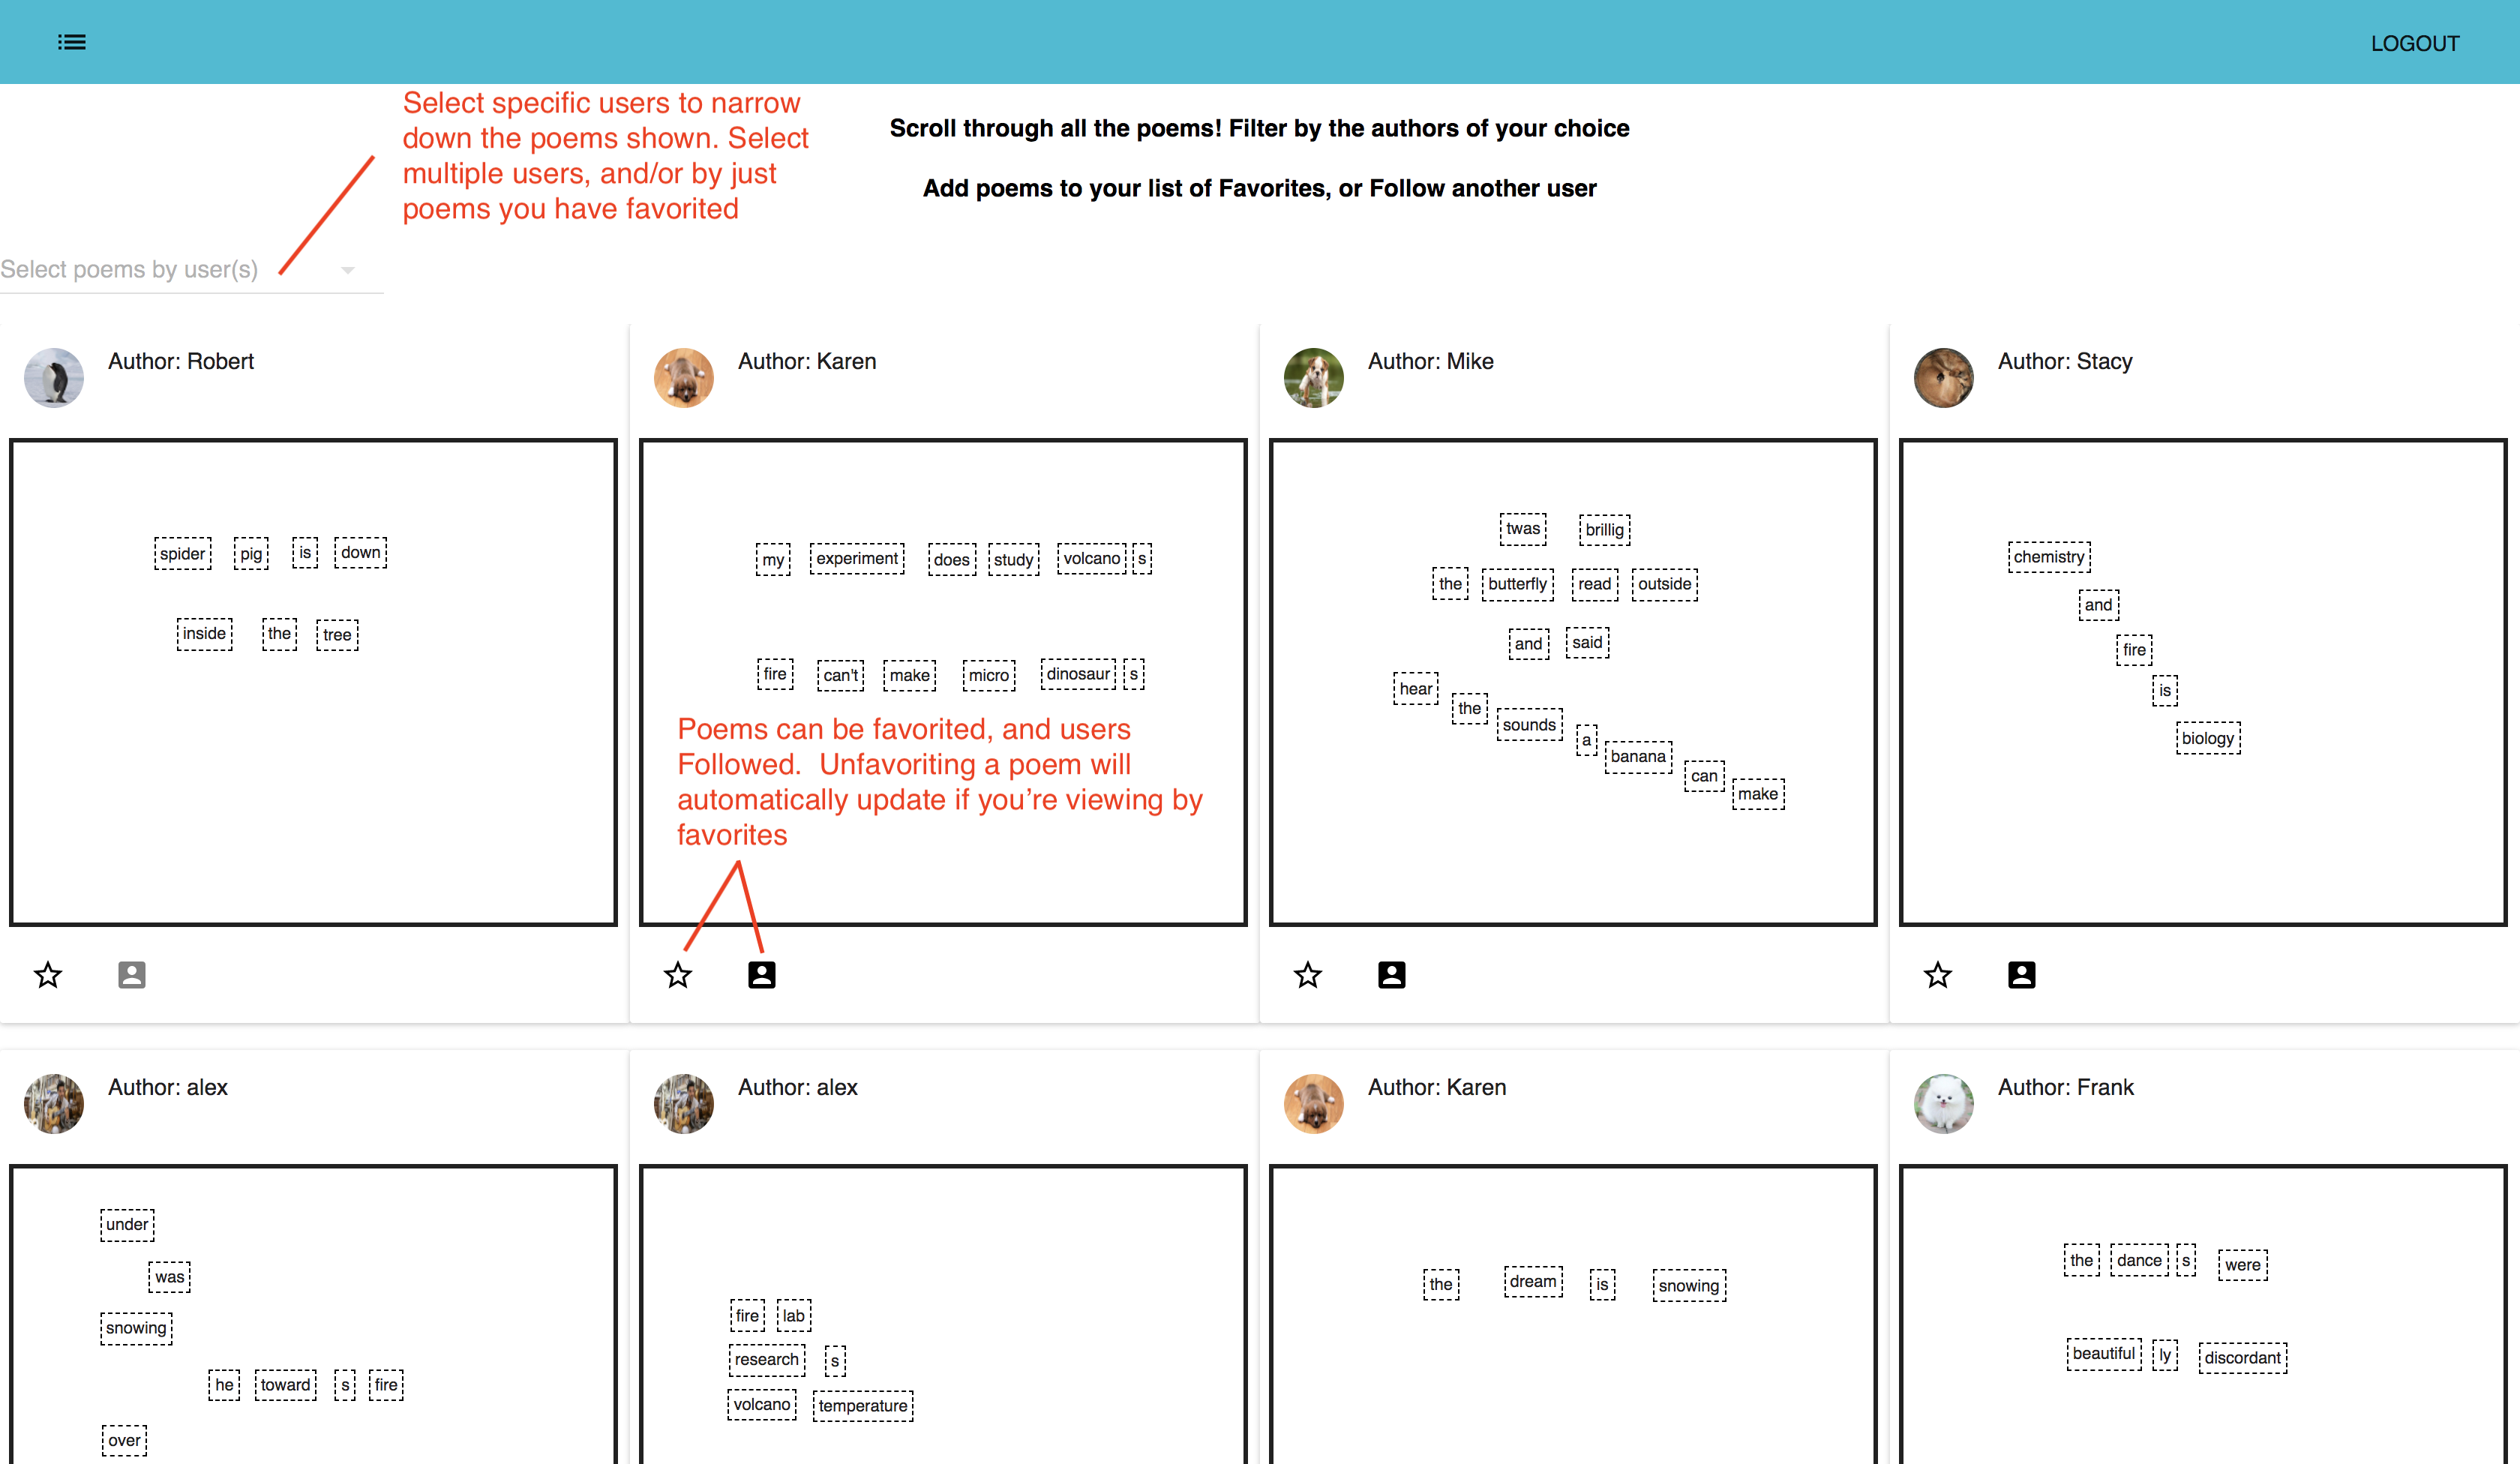 LOGOUT
Select specific users to narrow
down the poems shown. Select
multiple users, and/or by just
poems you have favorited
Scroll through all the poems! Filter by the authors of your choice
Add poems to your list of Favorites, or Follow another user
Select poems by user(s)
Author: Robert
spider pig is down
inside the tree
Author: Karen
my experiment does study volcano s
fire can't make micro dinosaur s
Poems can be favorited, and users
Followed.  Unfavoriting a poem will
automatically update if you're viewing by
favorites
Author: Mike
twas brillig
the butterfly read outside
and said
hear the sounds a banana can make
Author: Stacy
chemistry
and
fire
is
biology
Author: alex
under
was
snowing
he toward s fire
over
Author: alex
fire lab
research s
volcano temperature
Author: Karen
the dream is snowing
Author: Frank
the dance s were
beautiful ly discordant